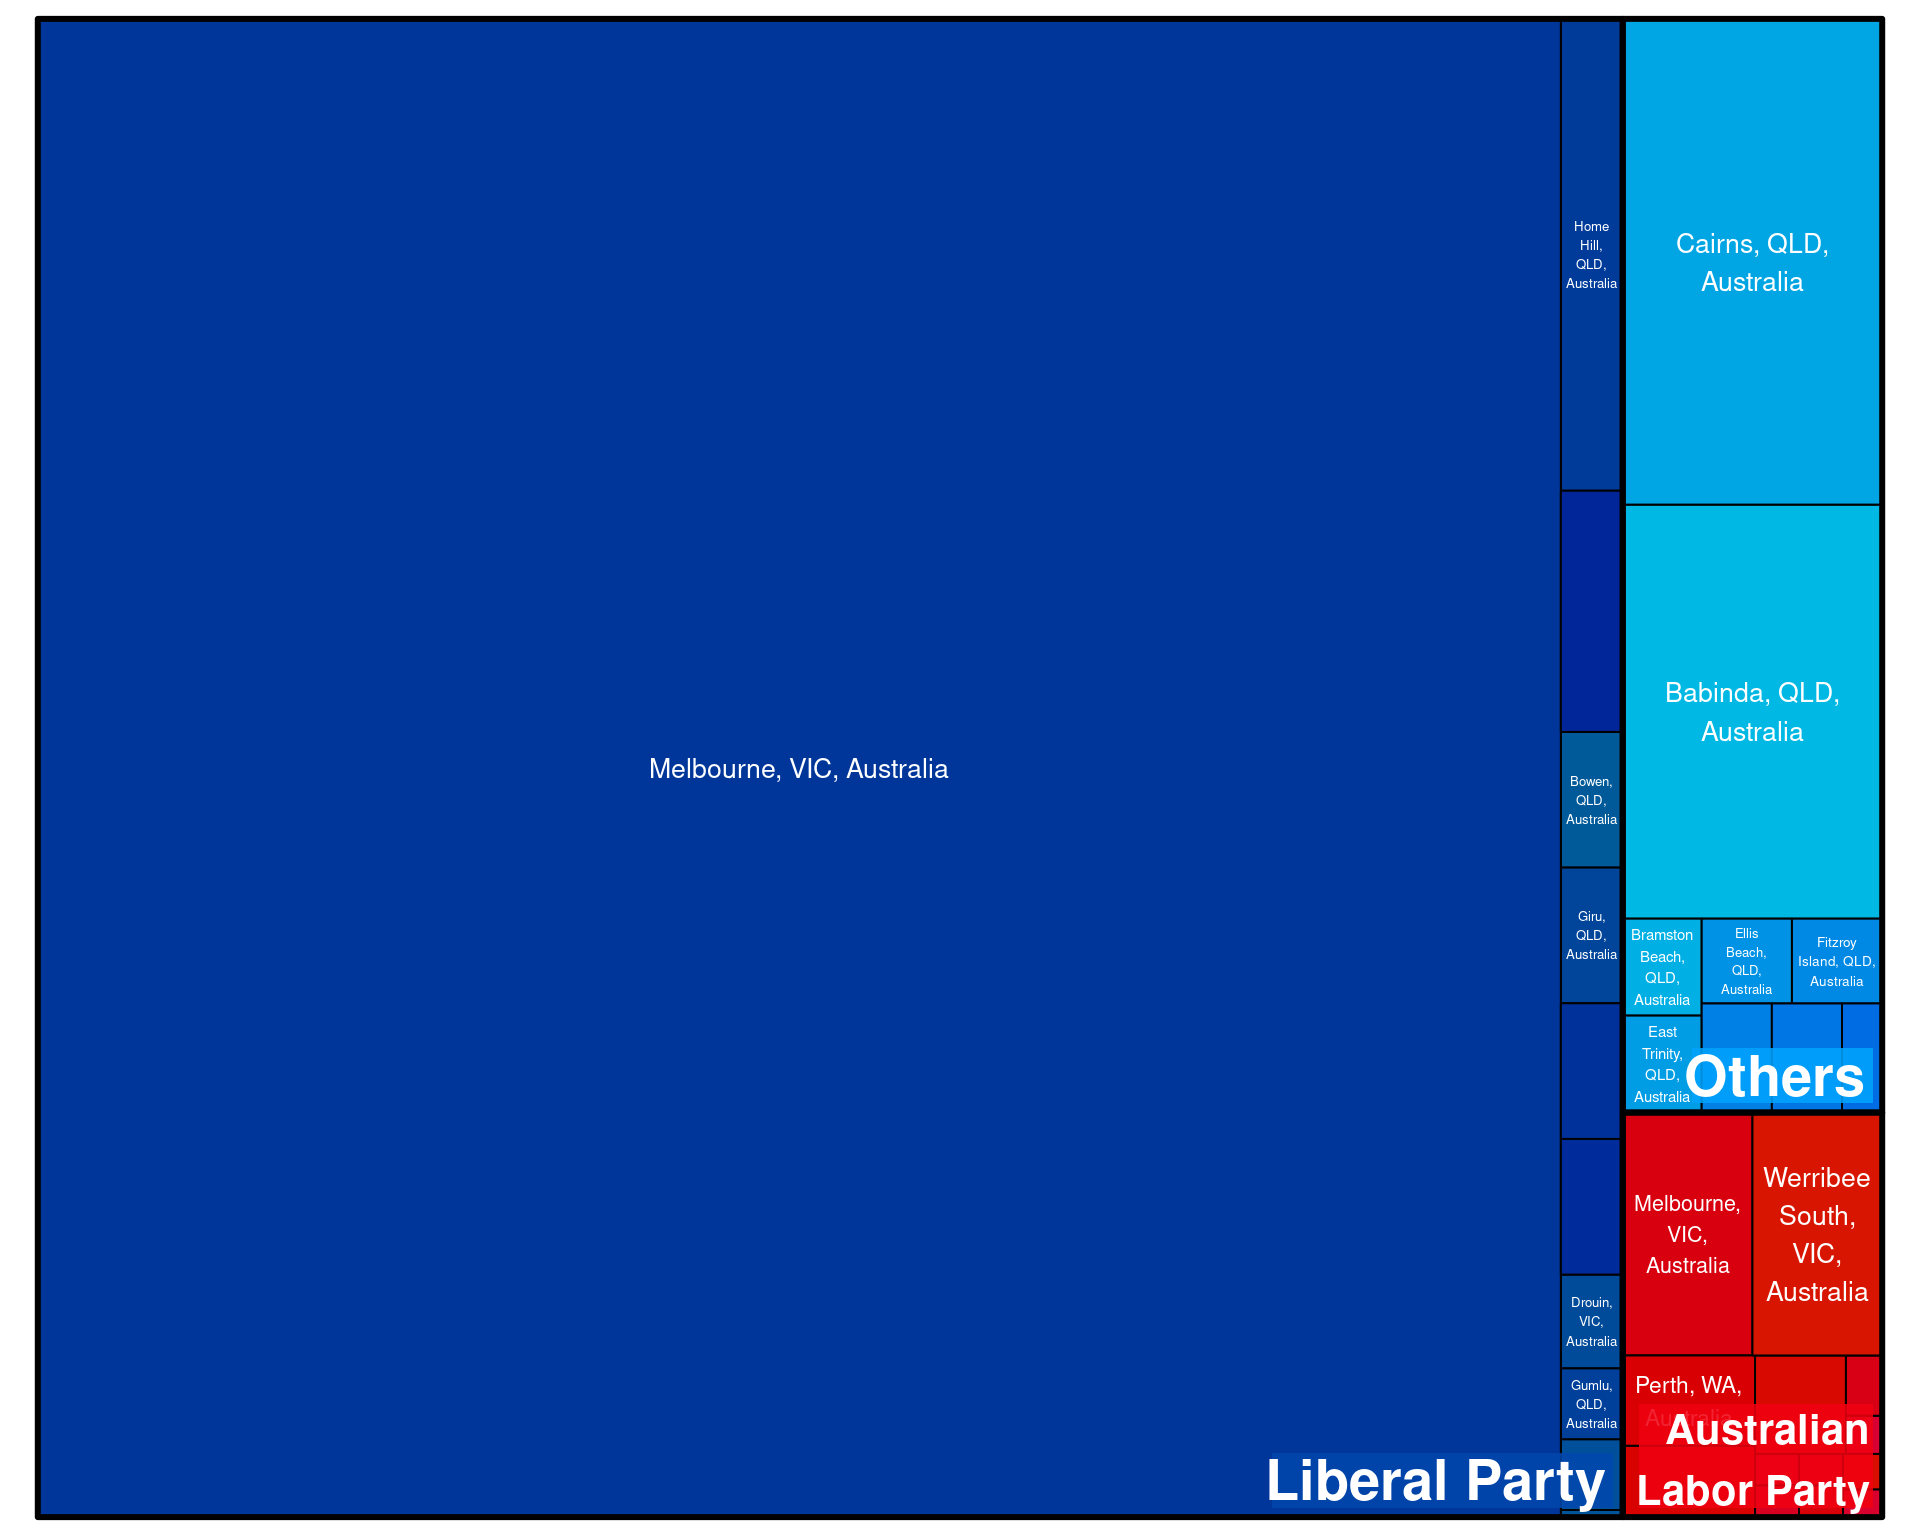 Melbourne, VIC, Australia
Home
Hill,
QLD,
Australia
Bowen,
QLD,
Australia
Giru,
QLD,
Australia
Drouin,
VIC,
Australia
Gumlu,
QLD,
Australia
Liberal Party
Cairns, QLD,
Australia
Babinda, QLD,
Australia
Bramston
Beach,
QLD,
Australia
Ellis
Beach,
QLD,
Australia
Fitzroy
Island, QLD,
Australia
East
Trinity,
QLD,
Australia
Others
Melbourne,
VIC,
Australia
Werribee
South,
VIC,
Australia
Perth, WA,
Australia
Australian
Labor Party